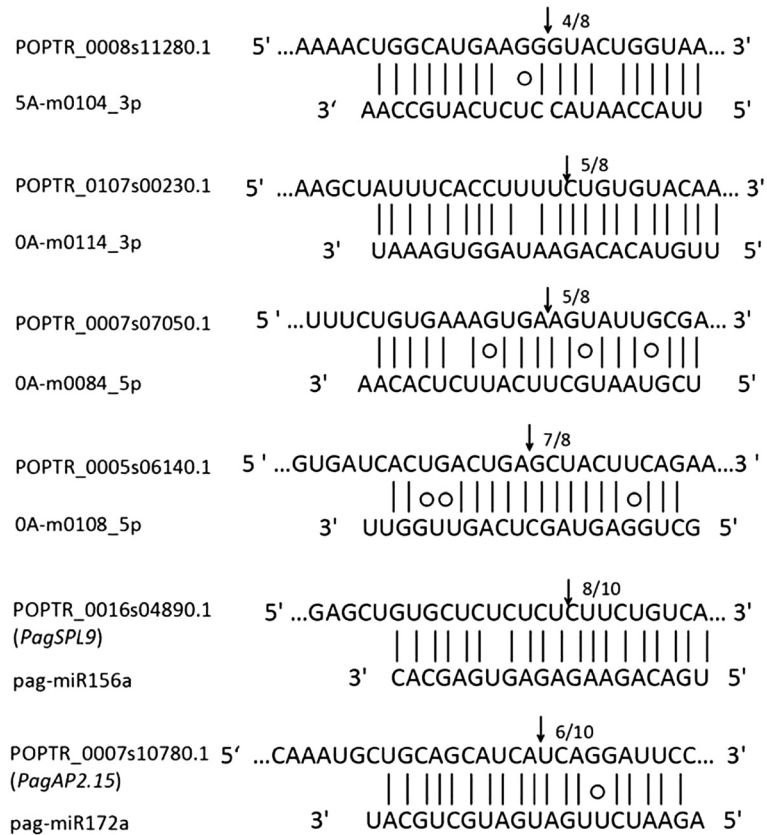 4/8
POPTR_0008s11280.1 5' ...AAAACUGGCAUGAAGGGUACUGGUAA... 3'
5A-m0104_3p 3' AACCGUACUCUC CAUAACCAUU 5'
5/8
POPTR_0107s00230.1 5' ...AAGCUAUUUCACCUUUUCUGUGUACAA... 3'
0A-m0114_3p 3' UAAAGUGGAUAAGACACAUGUU 5'
5/8
POPTR_0007s07050.1 5' ...UUUCUGUGAAAGUGAAGUAUUGCGA... 3'
0A-m0084_5p 3' AACACUCUUACUUCGUAAUGCU 5'
7/8
POPTR_0005s06140.1 5' ...GUGAUCACUGACUGAGCUACUUCAGAA...3'
0A-m0108_5p 3' UUGGUUGACUCGAUGAGGUCG 5'
8/10
POPTR_0016s04890.1 5' ...GAGCUGUGCUCUCUCUCUUCUGUCA... 3'
(PagSPL9)
pag-miR156a 3' CACGAGUGAGAGAAGACAGU 5'
6/10
POPTR_0007s10780.1 5' ...CAAAUGCUGCAGCAUCAUCAGGAUUCC... 3'
(PagAP2.15)
pag-miR172a 3' UACGUCGUAGUAGUUCUAAGA 5'